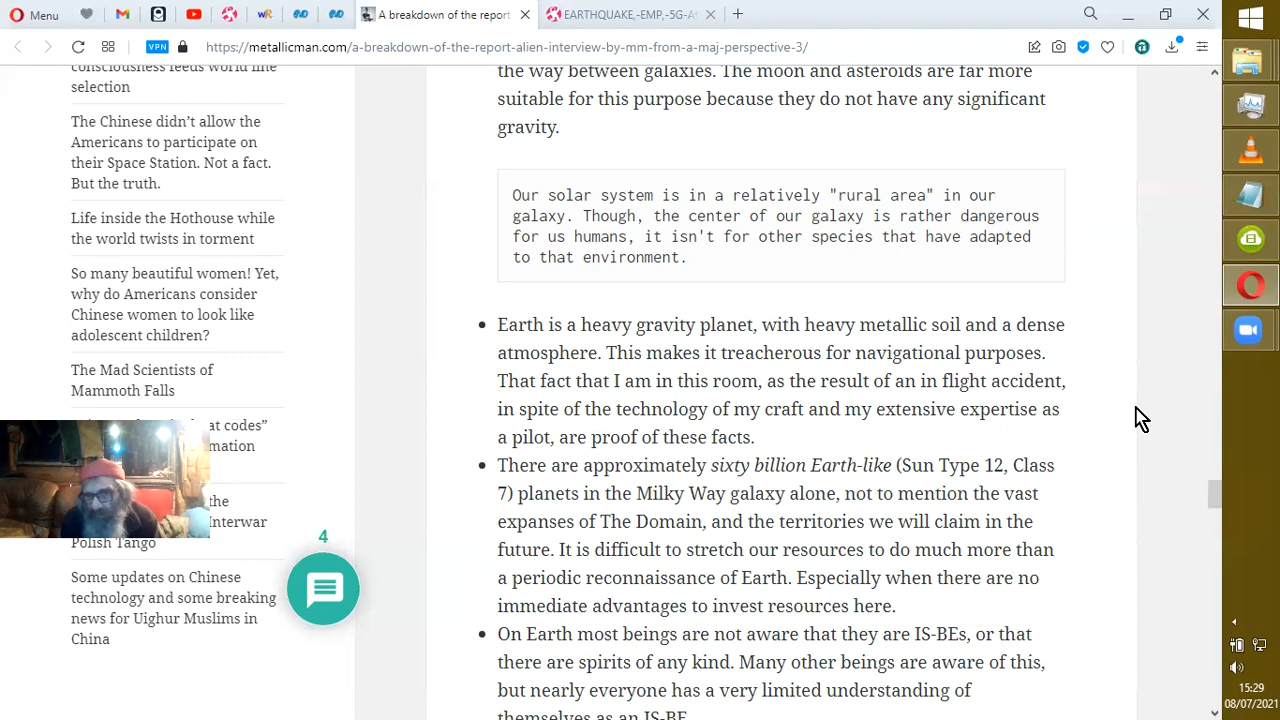 Menu
A breakdown of the report
EARTHQUAKE,-EMP,-5G-A
VPN
https://metallicman.com/a-breakdown-of-the-report-alien-interview-by-mm-from-a-maj-perspective-3/
consciousness feeds world line
selection
The Chinese didn't allow the
Americans to participate on
their Space Station. Not a fact.
But the truth.
Life inside the Hothouse while
the world twists in torment
So many beautiful women! Yet,
why do Americans consider
Chinese women to look like
adolescent children?
The Mad Scientists of
Mammoth Falls
at codes"
mation
the
Interwar
Polish Tango
Some updates on Chinese
technology and some breaking
news for Uighur Muslims in
China
4
the way between galaxies. The moon and asteroids are far more
suitable for this purpose because they do not have any significant
gravity.
Our solar system is in a relatively "rural area" in our
galaxy. Though, the center of our galaxy is rather dangerous
for us humans, it isn't for other species that have adapted
to that environment.
• Earth is a heavy gravity planet, with heavy metallic soil and a dense
atmosphere. This makes it treacherous for navigational purposes.
That fact that I am in this room, as the result of an in flight accident,
in spite of the technology of my craft and my extensive expertise as
a pilot, are proof of these facts.
• There are approximately sixty billion Earth-like (Sun Type 12, Class
7) planets in the Milky Way galaxy alone, not to mention the vast
expanses of The Domain, and the territories we will claim in the
future. It is difficult to stretch our resources to do much more than
a periodic reconnaissance of Earth. Especially when there are no
immediate advantages to invest resources here.
• On Earth most beings are not aware that they are IS-BEs, or that
there are spirits of any kind. Many other beings are aware of this,
but nearly everyone has a very limited understanding of
themselves as an IS-BE.
15:29
08/07/2021